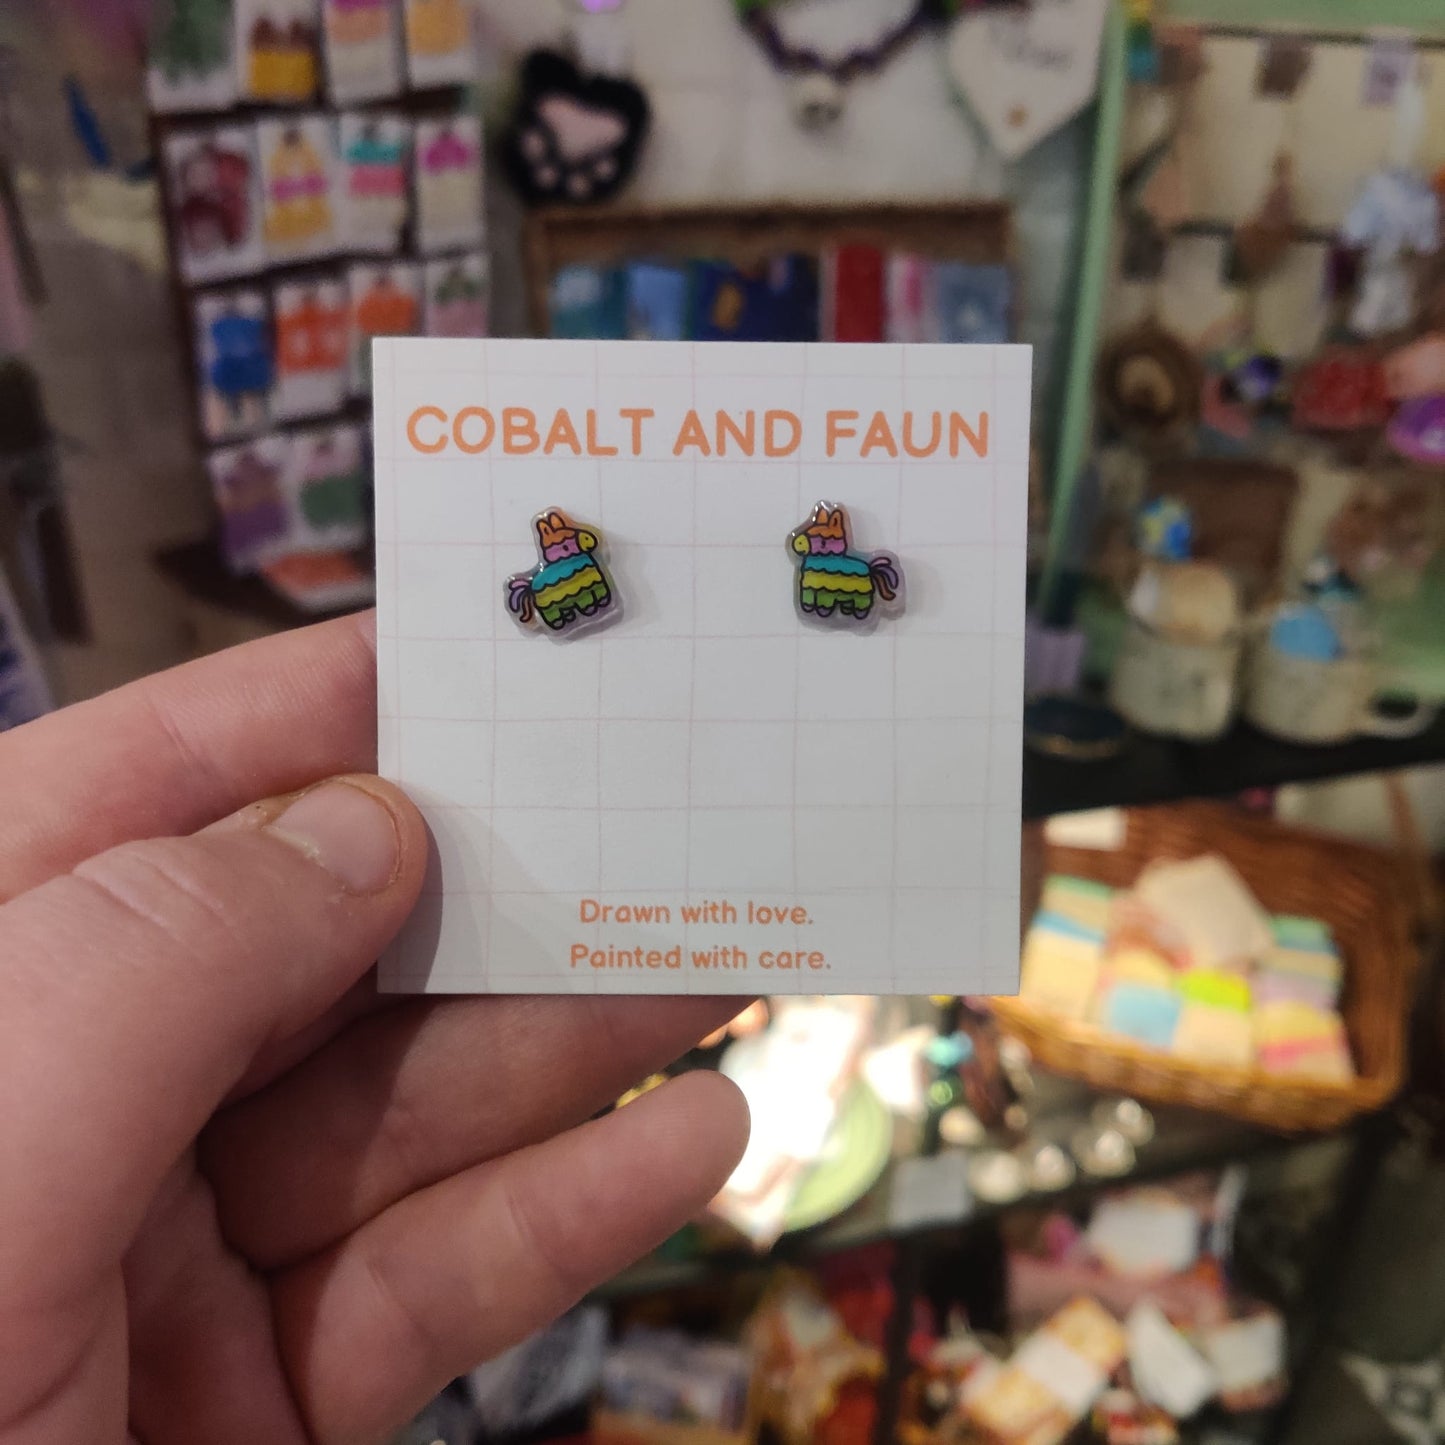 COBALT AND FAUN
Drawn with love.
Painted with care.